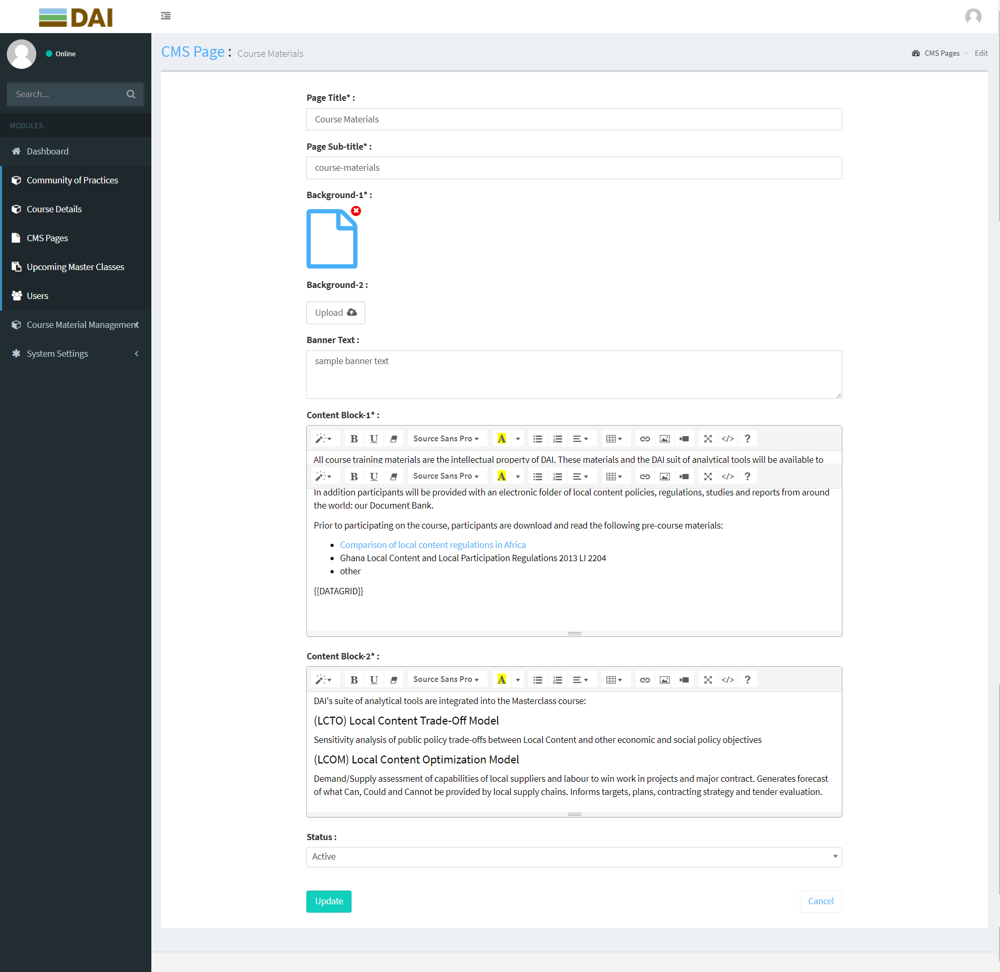 DAI
Online
Search...
MODULES
Dashboard
Community of Practices
Course Details
CMS Pages
Upcoming Master Classes
Users
Course Material Management
System Settings
CMS Page : Course Materials
CMS Pages > Edit
Page Title* :
Course Materials
Page Sub-title* :
course-materials
Background-1* :
Background-2 :
Upload
Banner Text :
sample banner text
Content Block-1* :
B U Source Sans Pro A </> ?
All course training materials are the intellectual property of DAI. These materials and the DAI suit of analytical tools will be available to
B U Source Sans Pro A </> ?
In addition participants will be provided with an electronic folder of local content policies, regulations, studies and reports from around
the world: our Document Bank.
Prior to participating on the course, participants are download and read the following pre-course materials:
• Comparison of local content regulations in Africa
• Ghana Local Content and Local Participation Regulations 2013 LI 2204
• other
{{DATAGRID}}
Content Block-2* :
B U Source Sans Pro A </> ?
DAI's suite of analytical tools are integrated into the Masterclass course:
(LCTO) Local Content Trade-Off Model
Sensitivity analysis of public policy trade-offs between Local Content and other economic and social policy objectives
(LCOM) Local Content Optimization Model
Demand/Supply assessment of capabilities of local suppliers and labour to win work in projects and major contract. Generates forecast
of what Can, Could and Cannot be provided by local supply chains. Informs targets, plans, contracting strategy and tender evaluation.
Status :
Active
Update
Cancel